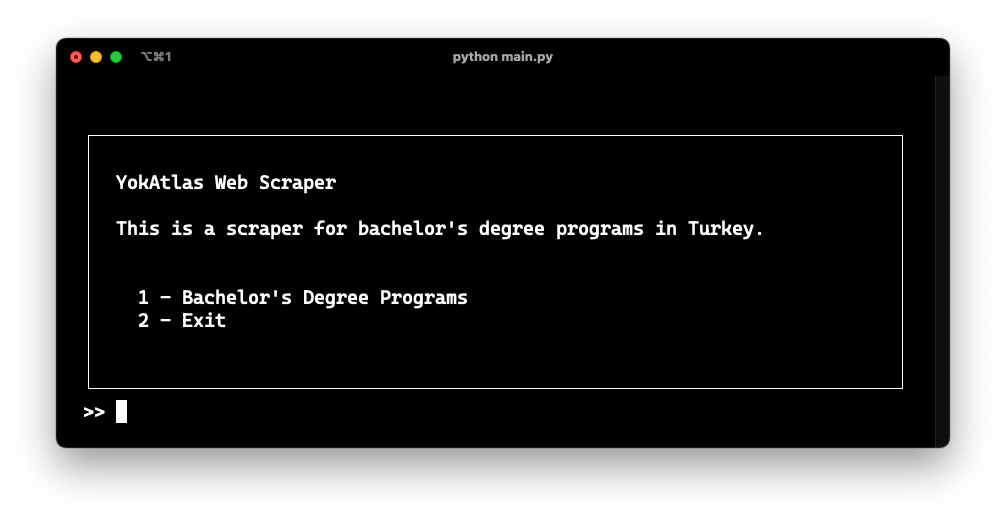 ⌥⌘1
python main.py
YokAtlas Web Scraper
This is a scraper for bachelor's degree programs in Turkey.
1 - Bachelor's Degree Programs
2 - Exit
>>